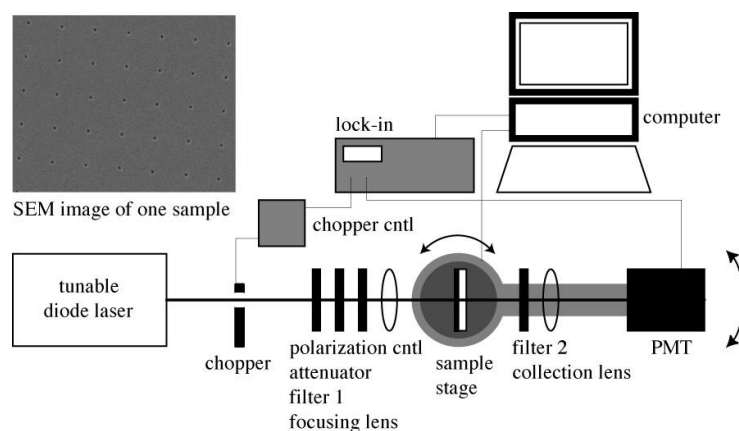 SEM image of one sample
lock-in
computer
chopper cntl
tunable
diode laser
chopper
polarization cntl
attenuator
filter 1
focusing lens
sample
stage
filter 2
collection lens
PMT